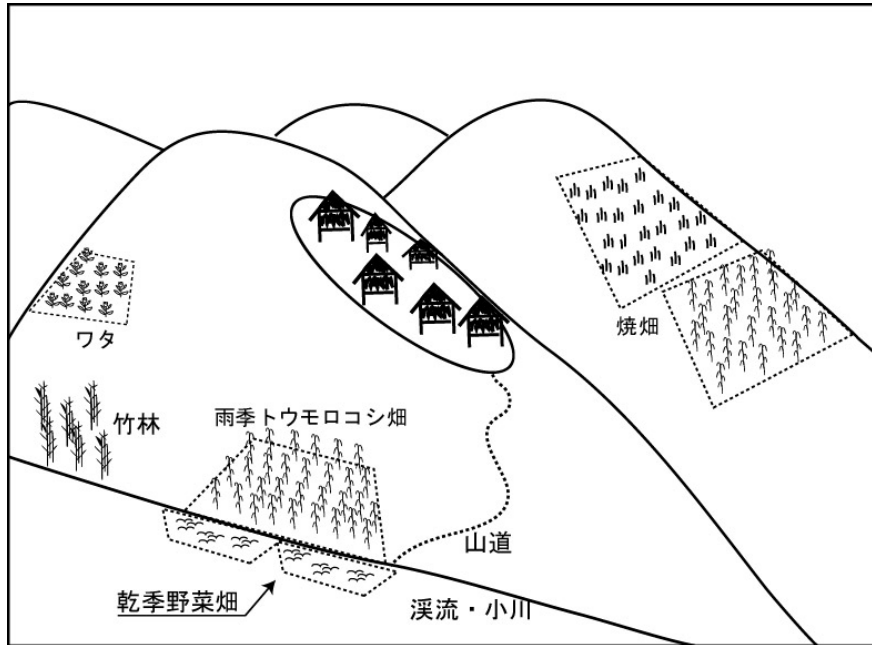 焼畑
ワタ
雨季トウモロコシ畑
竹林
山道
乾季野菜畑
渓流・小川